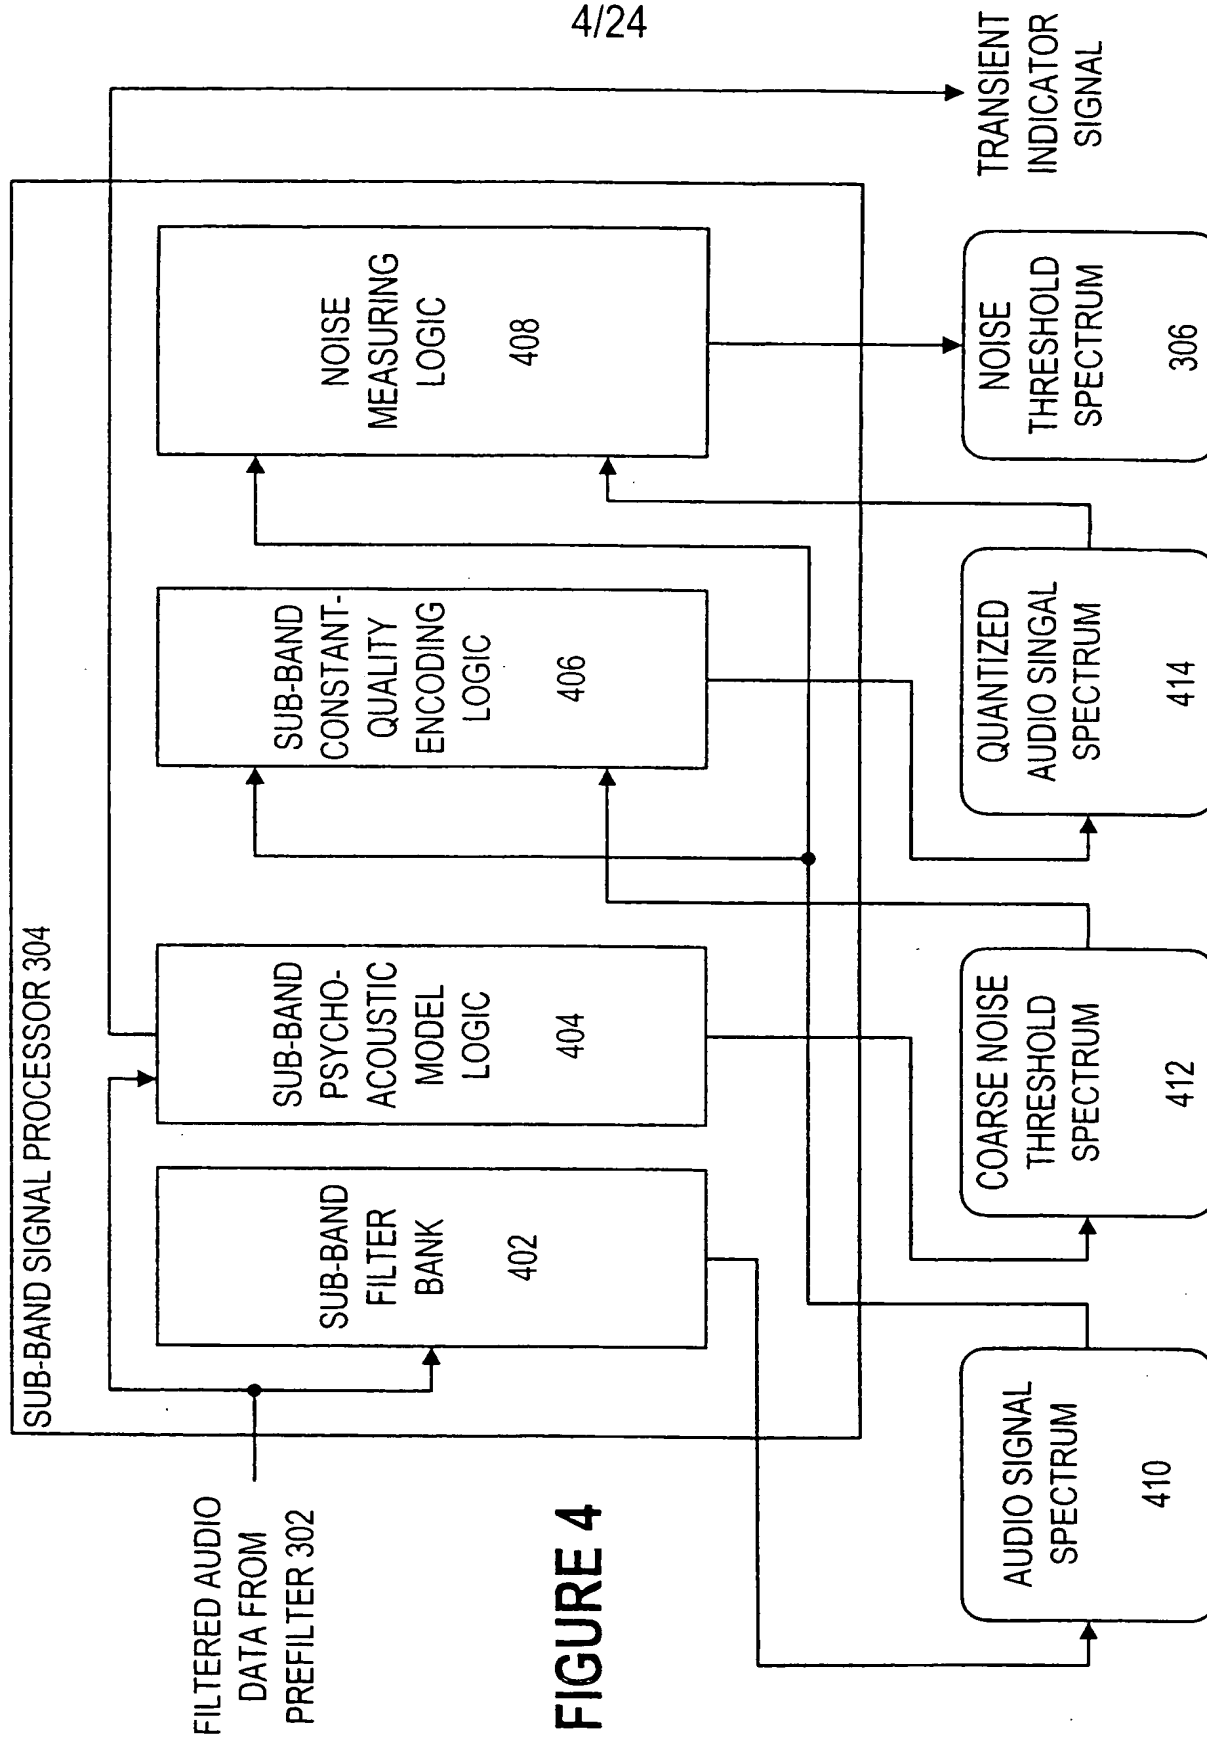 4/24
SUB-BAND SIGNAL PROCESSOR 304
FILTERED AUDIO
DATA FROM
PREFILTER 302
SUB-BAND
FILTER
BANK
402
SUB-BAND
PSYCHO-
ACOUSTIC
MODEL
LOGIC
404
SUB-BAND
CONSTANT-
QUALITY
ENCODING
LOGIC
406
NOISE
MEASURING
LOGIC
408
AUDIO SIGNAL
SPECTRUM
410
COARSE NOISE
THRESHOLD
SPECTRUM
412
QUANTIZED
AUDIO SINGAL
SPECTRUM
414
NOISE
THRESHOLD
SPECTRUM
306
TRANSIENT
INDICATOR
SIGNAL
FIGURE 4